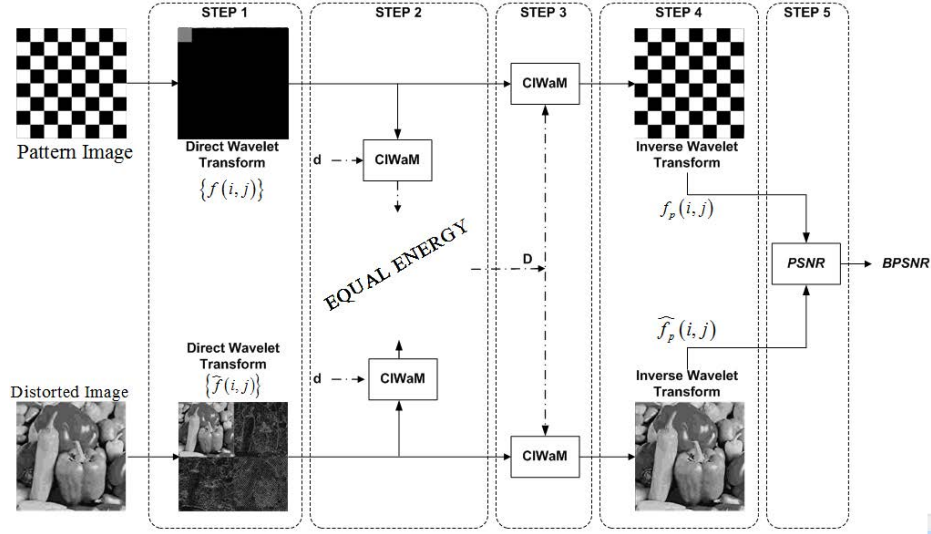 STEP 1
STEP 2
STEP 3
STEP 4
STEP 5
Pattern Image
Direct Wavelet
Transform
{f(i,j)}
d
CIWaM
CIWaM
Inverse Wavelet
Transform
f_p(i,j)
EQUAL ENERGY
D
PSNR
BPSNR
Distorted Image
Direct Wavelet
Transform
{f̂(i,j)}
d
CIWaM
CIWaM
f̂_p(i,j)
Inverse Wavelet
Transform